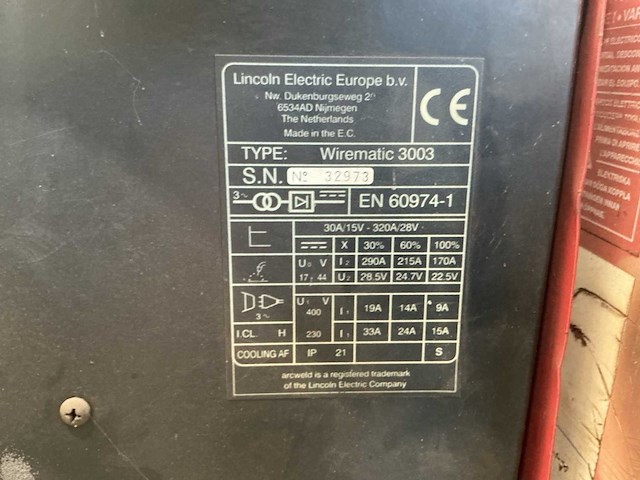 Lincoln Electric Europe b.v.
Nw. Dukenburgseweg 20
6534AD Nijmegen
The Netherlands
Made in the E.C.
CE
TYPE: Wirematic 3003
S.N. Nº 32973
3~ EN 60974-1
30A/15V - 320A/28V
X 30% 60% 100%
U0 V I2 290A 215A 170A
17 - 44 U2 28.5V 24.7V 22.5V
3~ U1 V 400 I1 19A 14A 9A
I.CL. H 230 I1 33A 24A 15A
COOLING AF IP 21 S
arcweld is a registered trademark
of the Lincoln Electric Company
ELEKTRISKA